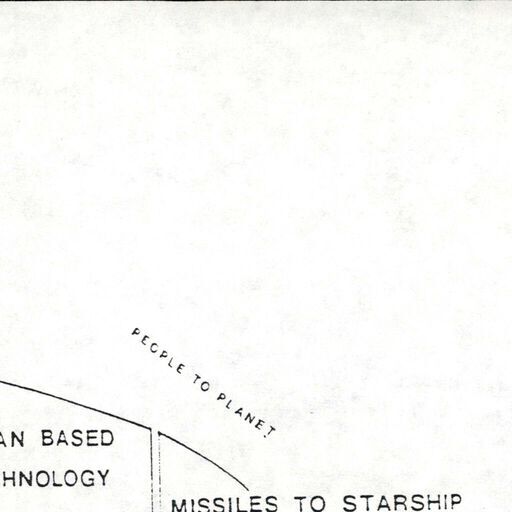 PEOPLE TO PLANET
AN BASED
HNOLOGY
MISSILES TO STARSHIP